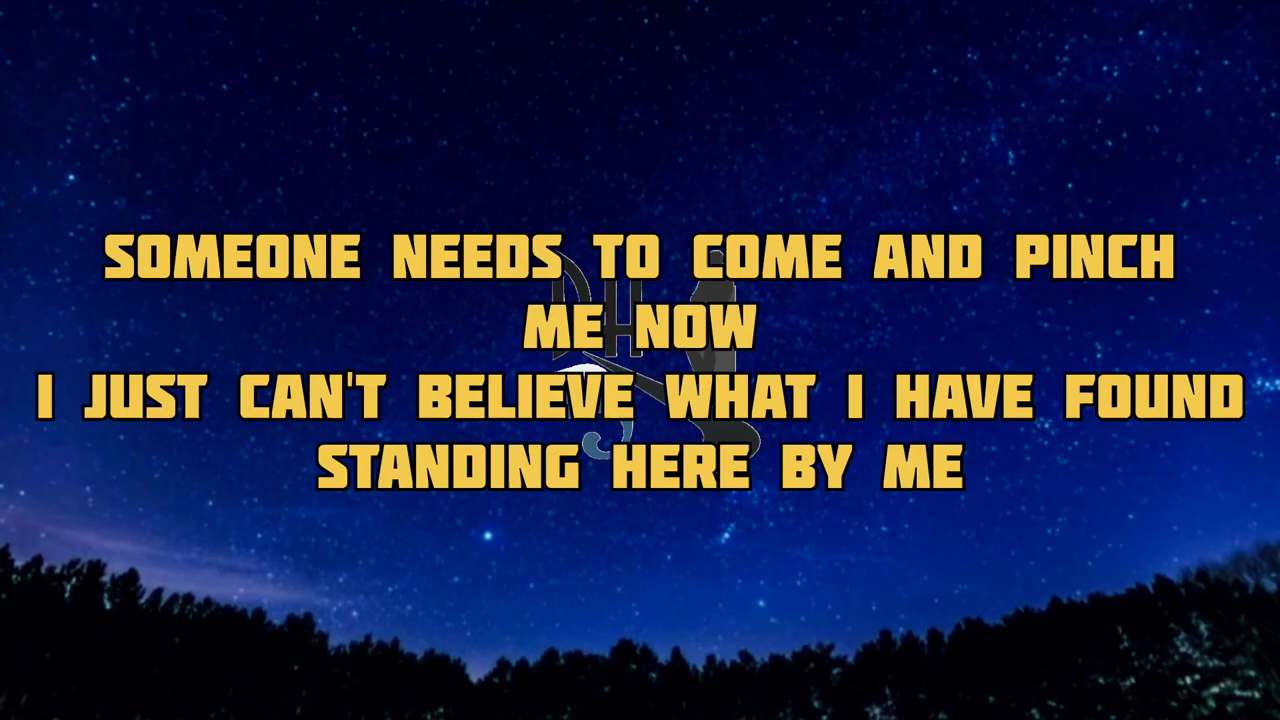 SOMEONE NEEDS TO COME AND PINCH
ME NOW
I JUST CAN'T BELIEVE WHAT I HAVE FOUND
STANDING HERE BY ME